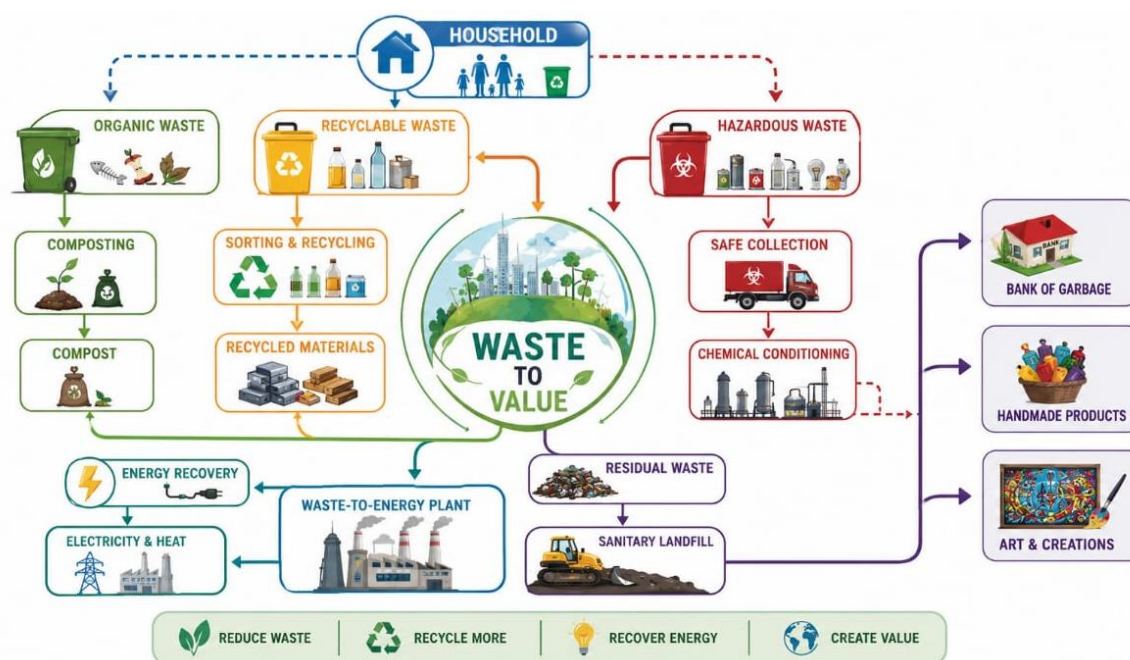 HOUSEHOLD
ORGANIC WASTE
RECYCLABLE WASTE
HAZARDOUS WASTE
COMPOSTING
SORTING & RECYCLING
SAFE COLLECTION
BANK
BANK OF GARBAGE
COMPOST
RECYCLED MATERIALS
WASTE
TO
VALUE
CHEMICAL CONDITIONING
HANDMADE PRODUCTS
ENERGY RECOVERY
WASTE-TO-ENERGY PLANT
RESIDUAL WASTE
ELECTRICITY & HEAT
SANITARY LANDFILL
ART & CREATIONS
REDUCE WASTE
RECYCLE MORE
RECOVER ENERGY
CREATE VALUE